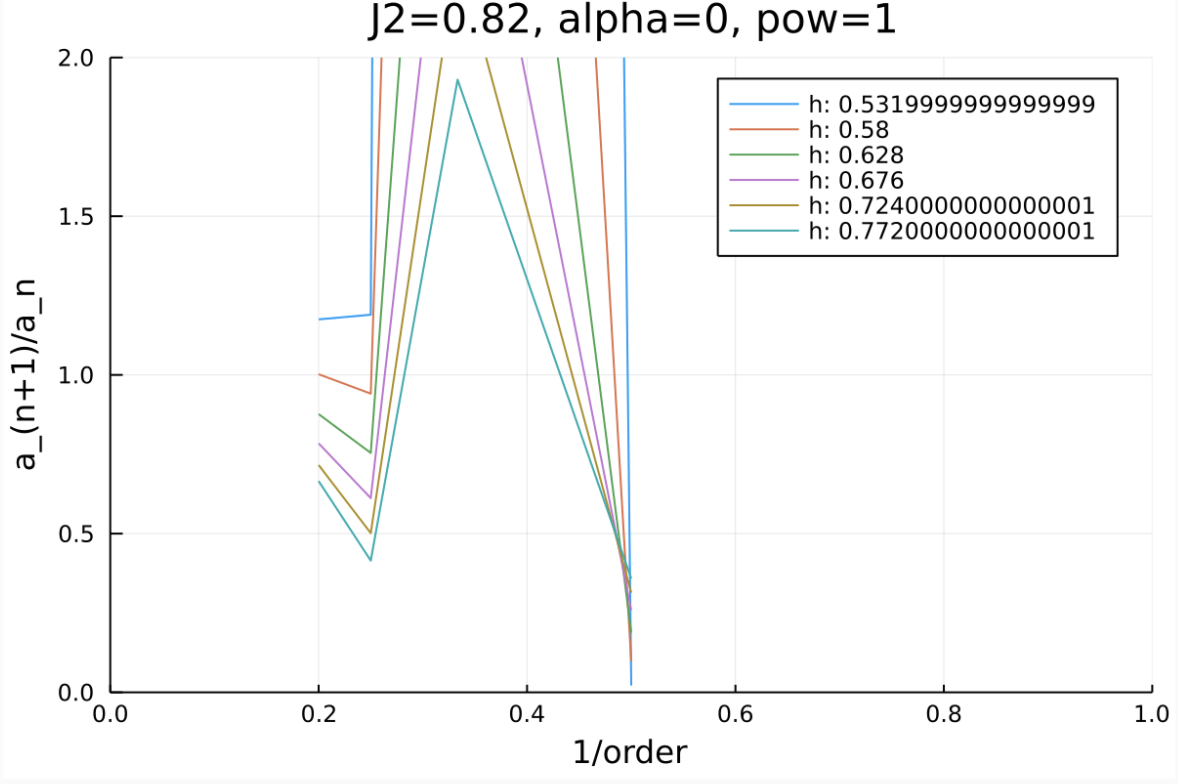 J2=0.82, alpha=0, pow=1
2.0
1.5
1.0
0.5
0.0
a_(n+1)/a_n
h: 0.5319999999999999
h: 0.58
h: 0.628
h: 0.676
h: 0.7240000000000001
h: 0.7720000000000001
0.0 0.2 0.4 0.6 0.8 1.0
1/order